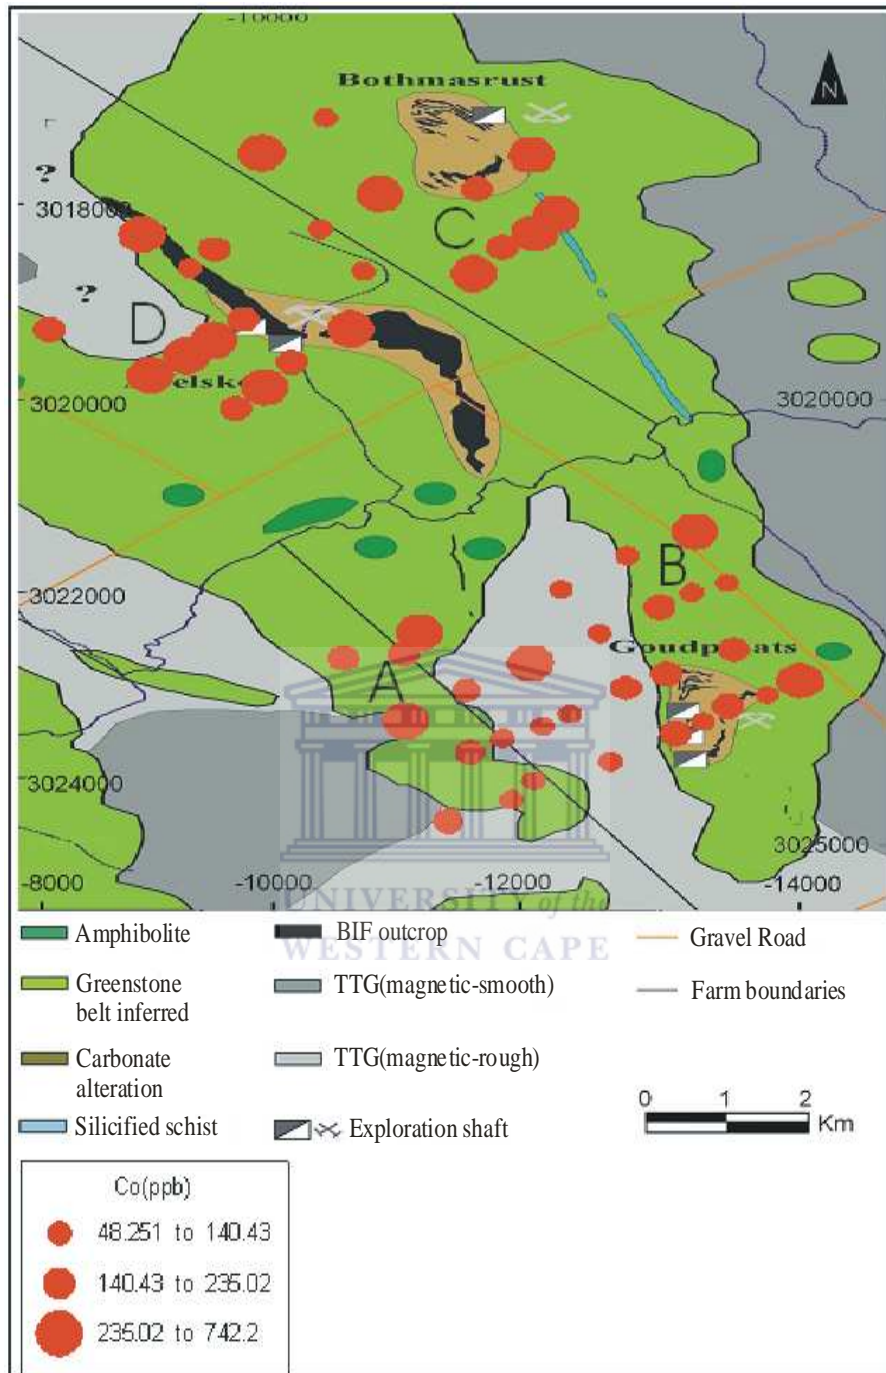 -10000
Bothmasrust
N
?
3018000
C
?
D
3020000
3020000
B
3022000
Goudplaats
A
3024000
3025000
-8000
-10000
-12000
-14000
UNIVERSITY of the
WESTERN CAPE
Amphibolite
BIF outcrop
Gravel Road
Greenstone
belt inferred
TTG(magnetic-smooth)
Farm boundaries
Carbonate
alteration
TTG(magnetic-rough)
0 1 2
Km
Silicified schist
Exploration shaft
Co(ppb)
48.251 to 140.43
140.43 to 235.02
235.02 to 742.2